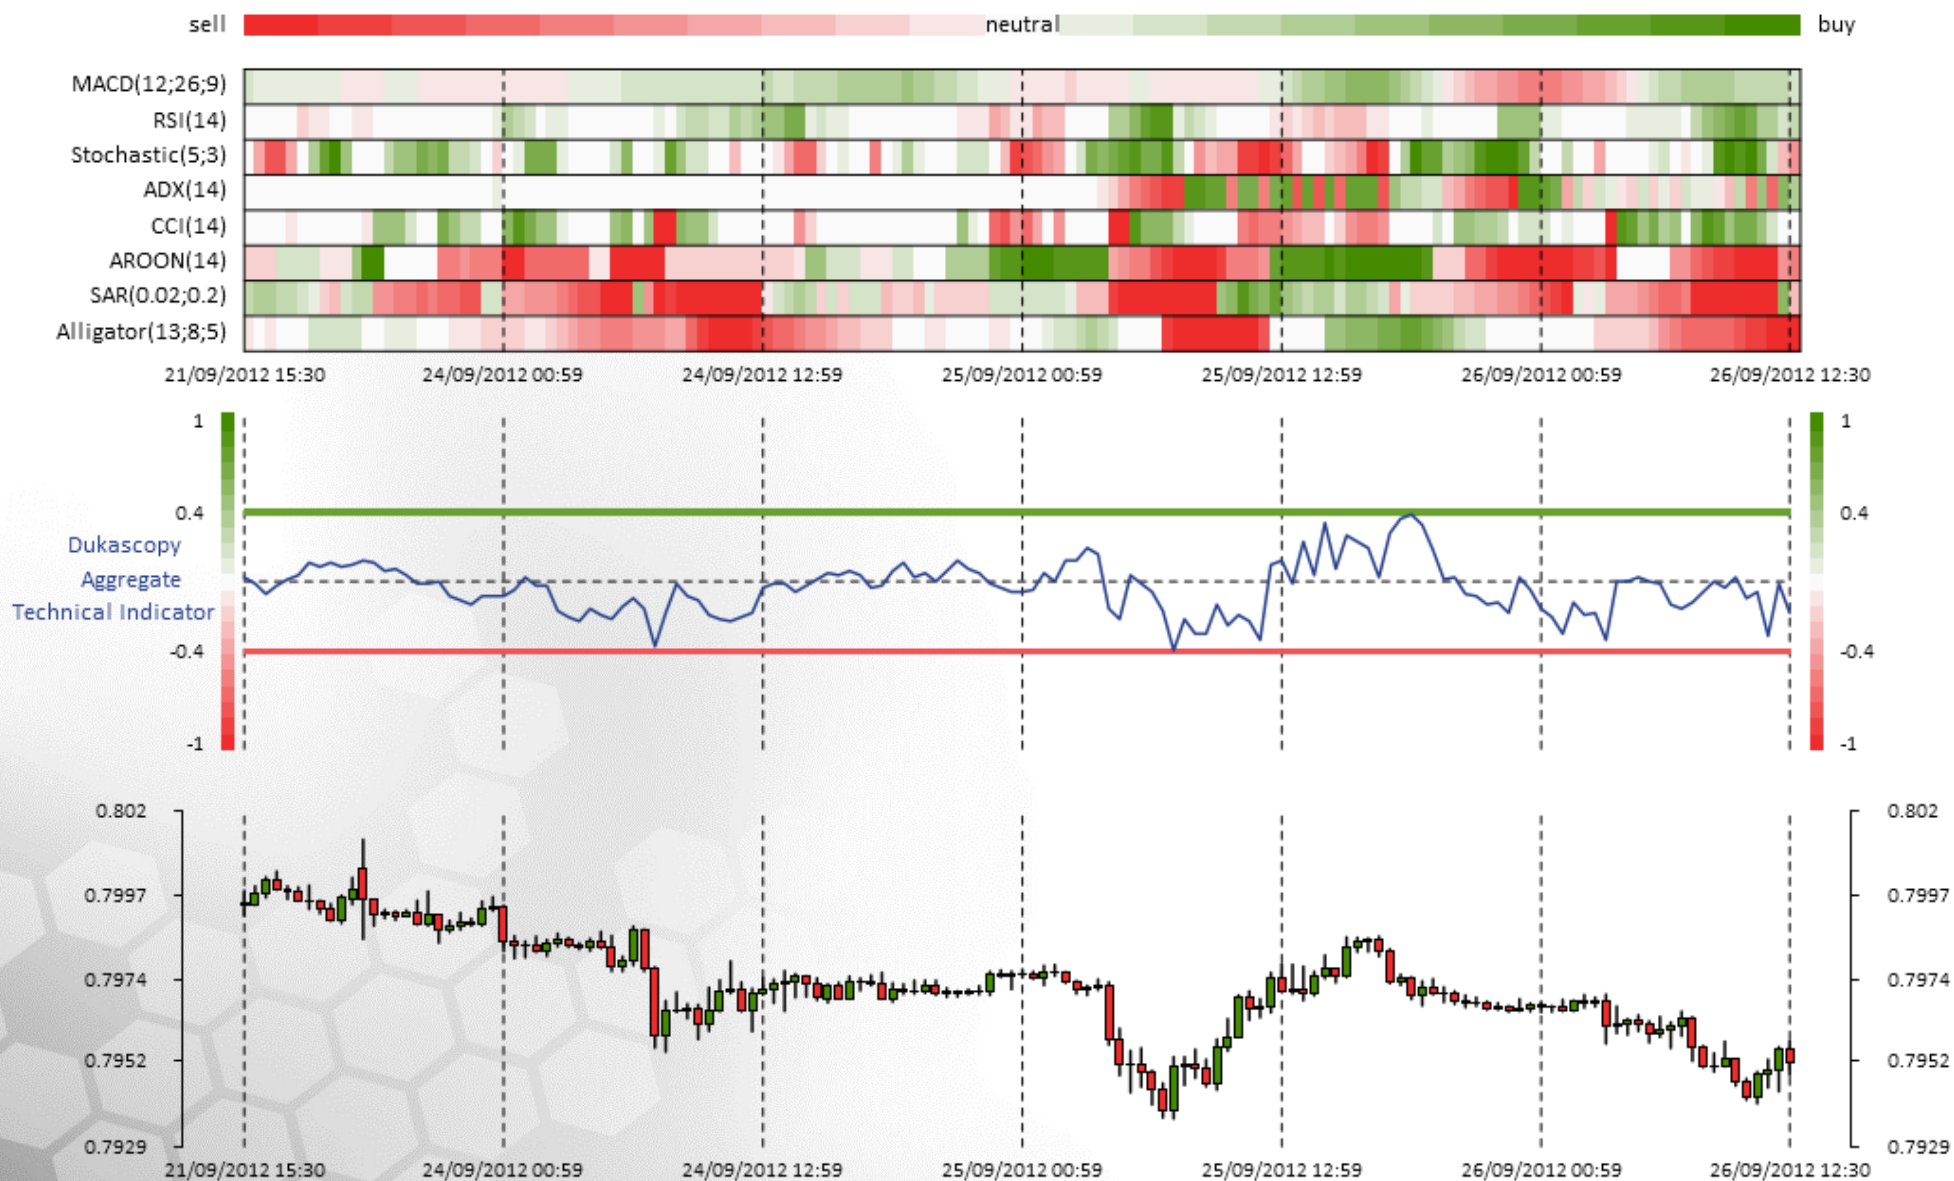 sell neutral buy
MACD(12;26;9)
RSI(14)
Stochastic(5;3)
ADX(14)
CCI(14)
AROON(14)
SAR(0.02;0.2)
Alligator(13;8;5)
21/09/2012 15:30 24/09/2012 00:59 24/09/2012 12:59 25/09/2012 00:59 25/09/2012 12:59 26/09/2012 00:59 26/09/2012 12:30
1 1
0.4 0.4
Dukascopy
Aggregate
Technical Indicator
-0.4 -0.4
-1 -1
0.802 0.802
0.7997 0.7997
0.7974 0.7974
0.7952 0.7952
0.7929 0.7929
21/09/2012 15:30 24/09/2012 00:59 24/09/2012 12:59 25/09/2012 00:59 25/09/2012 12:59 26/09/2012 00:59 26/09/2012 12:30